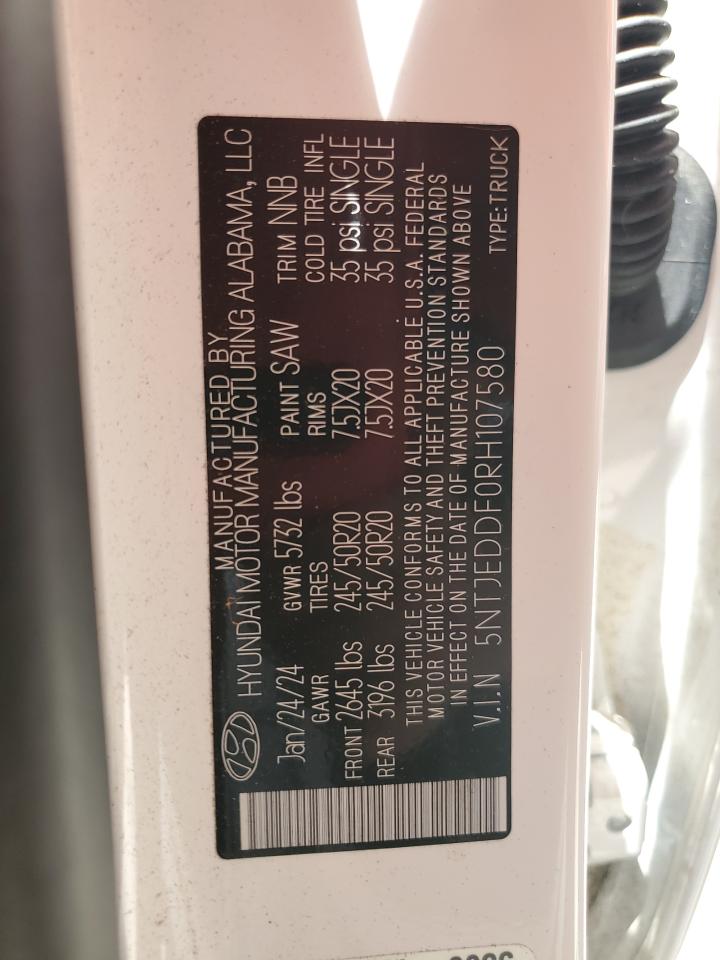 MANUFACTURED BY
HYUNDAI MOTOR MANUFACTURING ALABAMA, LLC
Jan/24/24 GVWR 5732 lbs PAINT SAW TRIM NNB
GAWR TIRES RIMS COLD TIRE INFL
FRONT 2645 lbs 245/50R20 7.5JX20 35 psi SINGLE
REAR 3196 lbs 245/50R20 7.5JX20 35 psi SINGLE
THIS VEHICLE CONFORMS TO ALL APPLICABLE U.S.A. FEDERAL
MOTOR VEHICLE SAFETY AND THEFT PREVENTION STANDARDS
IN EFFECT ON THE DATE OF MANUFACTURE SHOWN ABOVE
V.I.N 5NTJEDDF0RH107580 TYPE:TRUCK